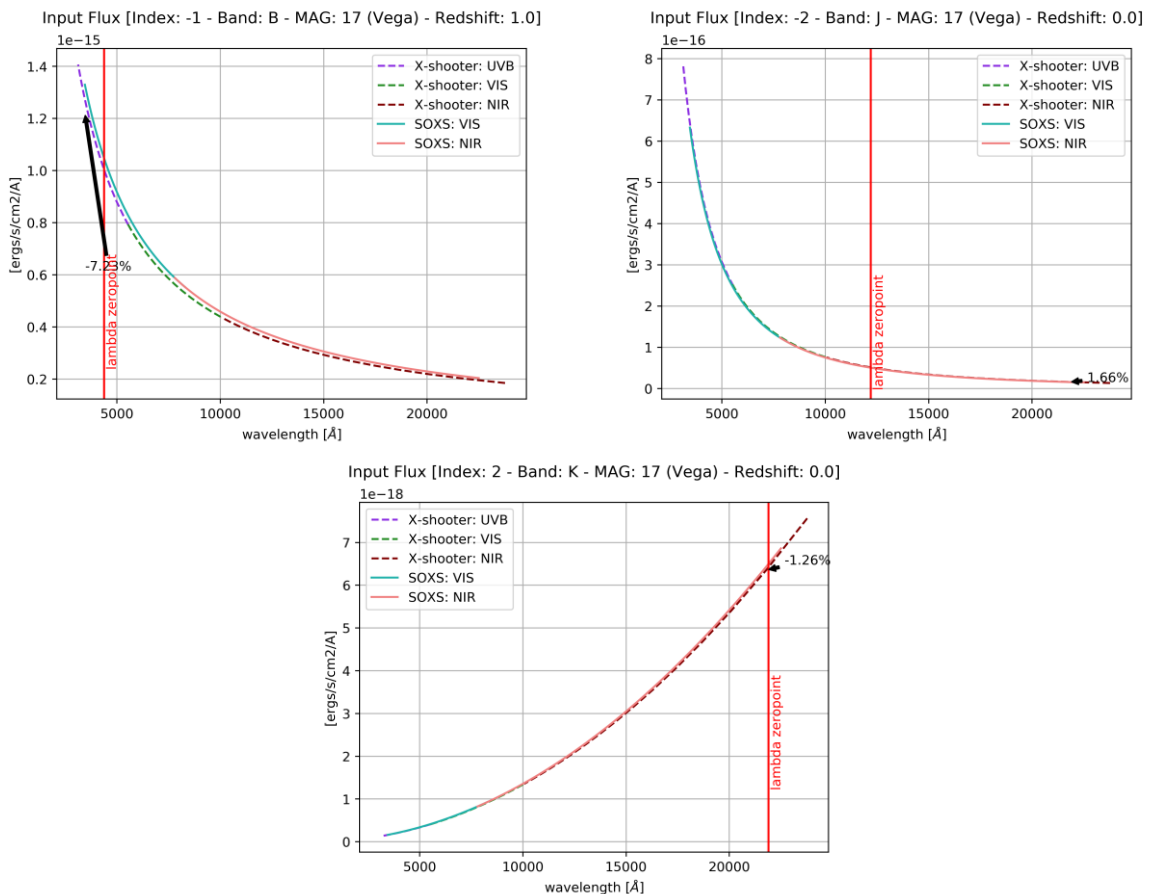 Input Flux [Index: -1 - Band: B - MAG: 17 (Vega) - Redshift: 1.0]
1e−15
[ergs/s/cm2/A]
1.4
1.2
1.0
0.8
0.6
0.4
0.2
X-shooter: UVB
X-shooter: VIS
X-shooter: NIR
SOXS: VIS
SOXS: NIR
-7.23%
lambda zeropoint
5000 10000 15000 20000
wavelength [Å]
Input Flux [Index: -2 - Band: J - MAG: 17 (Vega) - Redshift: 0.0]
1e−16
[ergs/s/cm2/A]
8
7
6
5
4
3
2
1
0
X-shooter: UVB
X-shooter: VIS
X-shooter: NIR
SOXS: VIS
SOXS: NIR
1.66%
lambda zeropoint
5000 10000 15000 20000
wavelength [Å]
Input Flux [Index: 2 - Band: K - MAG: 17 (Vega) - Redshift: 0.0]
1e−18
[ergs/s/cm2/A]
7
6
5
4
3
2
1
0
X-shooter: UVB
X-shooter: VIS
X-shooter: NIR
SOXS: VIS
SOXS: NIR
-1.26%
lambda zeropoint
5000 10000 15000 20000
wavelength [Å]